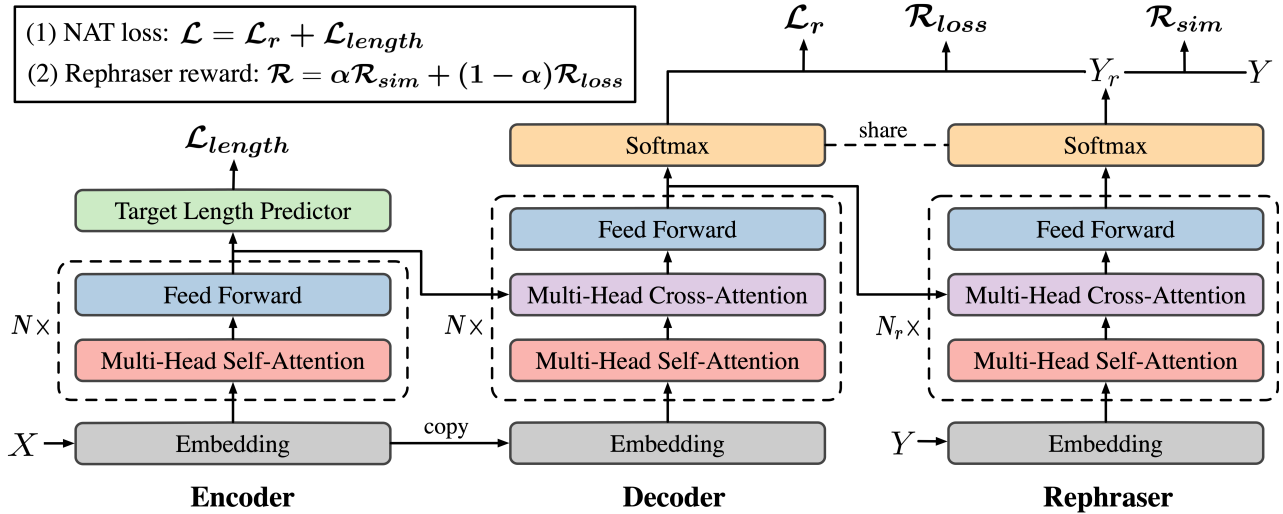 (1) NAT loss: 𝓛 = 𝓛_r + 𝓛_length
(2) Rephraser reward: 𝓡 = α𝓡_sim + (1 − α)𝓡_loss
𝓛_r
𝓡_loss
𝓡_sim
Y_r
Y
𝓛_length
Target Length Predictor
Feed Forward
Multi-Head Self-Attention
N×
X
Embedding
Encoder
copy
Softmax
Feed Forward
Multi-Head Cross-Attention
Multi-Head Self-Attention
N×
Embedding
Decoder
share
Softmax
Feed Forward
Multi-Head Cross-Attention
Multi-Head Self-Attention
N_r×
Y
Embedding
Rephraser